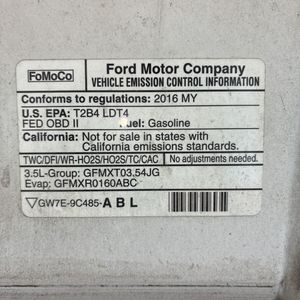 FoMoCo
Ford Motor Company
VEHICLE EMISSION CONTROL INFORMATION
Conforms to regulations: 2016 MY
U.S. EPA: T2B4 LDT4
FED OBD II Fuel: Gasoline
California: Not for sale in states with
California emissions standards.
TWC/DFI/WR-HO2S/HO2S/TC/CAC
No adjustments needed.
3.5L-Group: GFMXT03.54JG
Evap: GFMXR0160ABC
GW7E-9C485-A B L